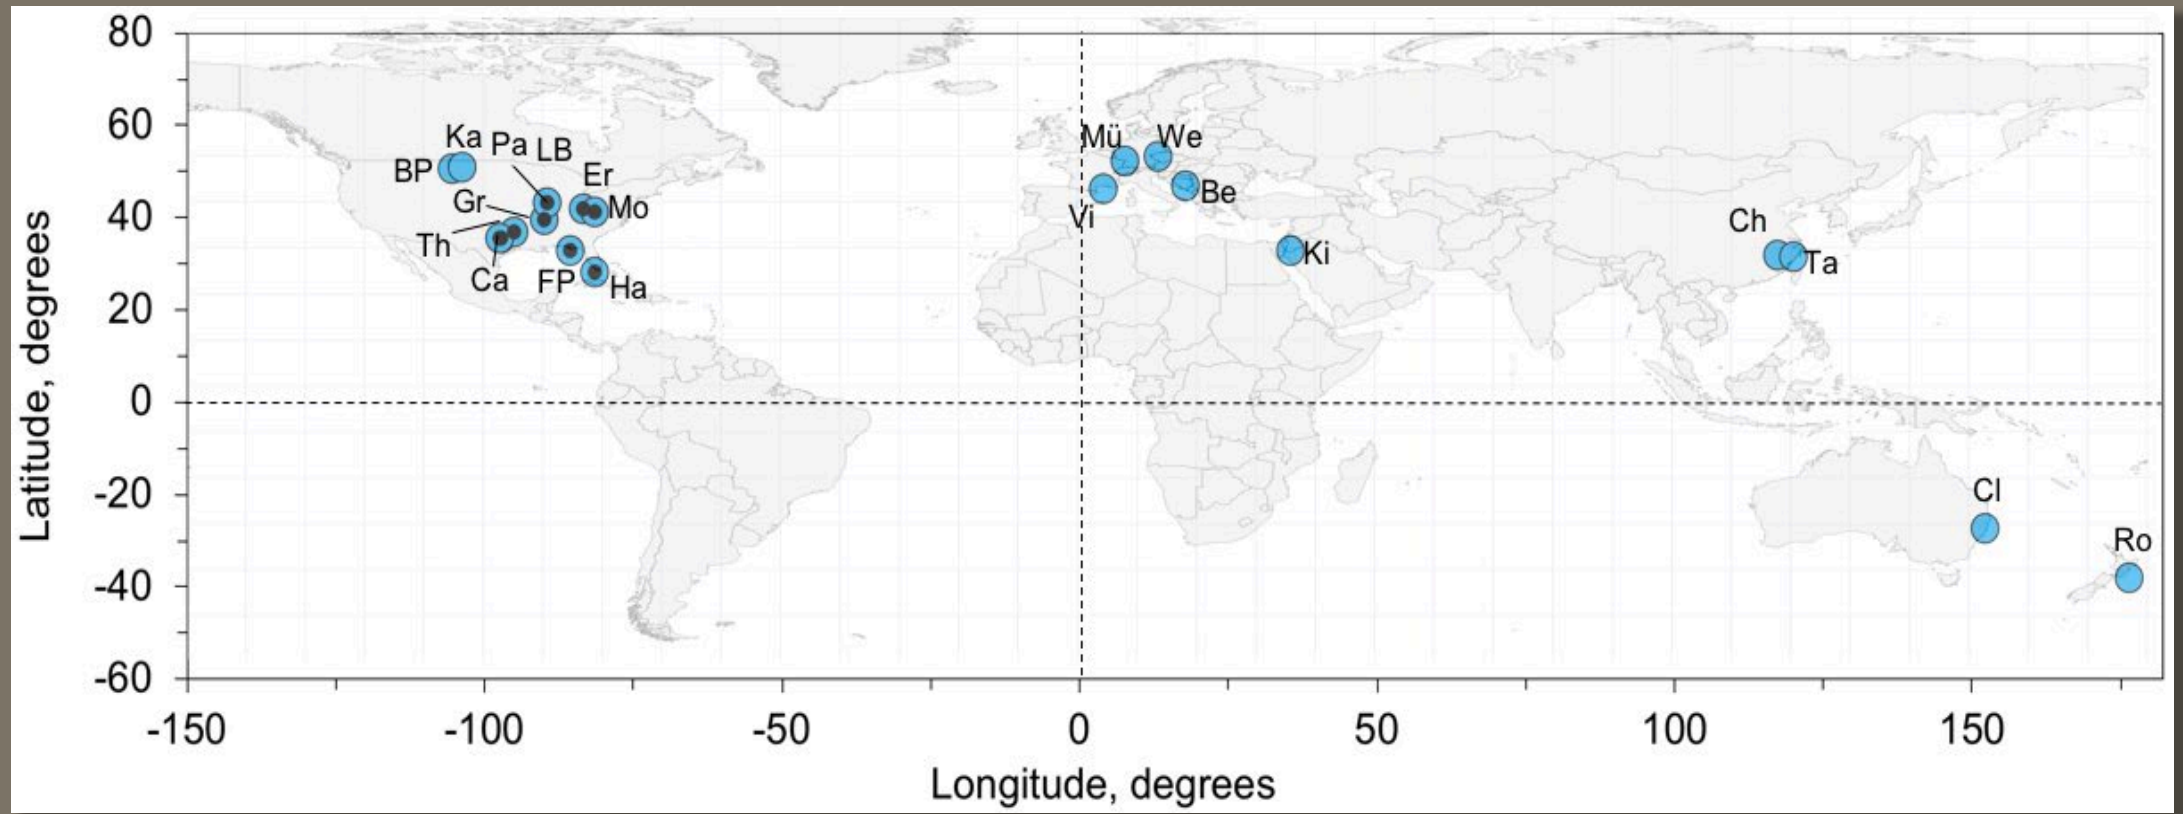 80
60
40
20
0
-20
-40
-60
Latitude, degrees
Ka
Pa
LB
BP
Er
Gr
Mo
Th
Ca
FP
Ha
Mü
We
Be
Vi
Ki
Ch
Ta
Cl
Ro
-150
-100
-50
0
50
100
150
Longitude, degrees